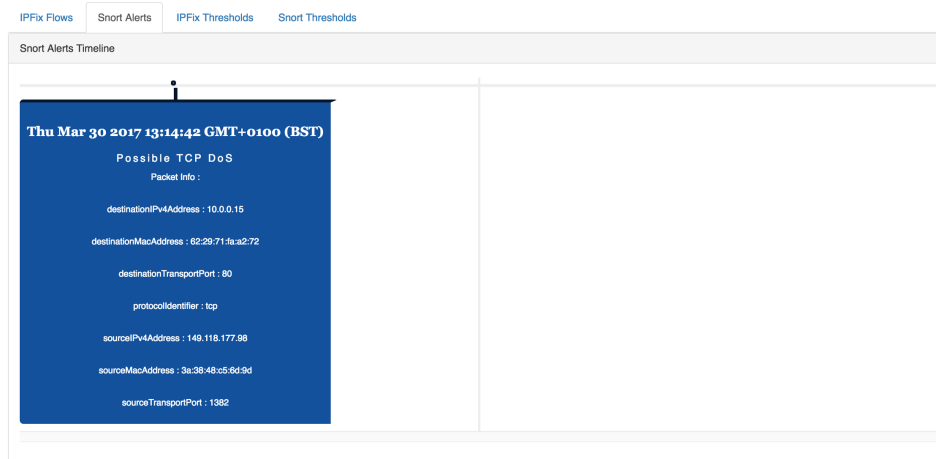 IPFix Flows Snort Alerts IPFix Thresholds Snort Thresholds
Snort Alerts Timeline
Thu Mar 30 2017 13:14:42 GMT+0100 (BST)
Possible TCP DoS
Packet Info :
destinationIPv4Address : 10.0.0.15
destinationMacAddress : 62:29:71:fa:a2:72
destinationTransportPort : 80
protocolIdentifier : tcp
sourceIPv4Address : 149.118.177.98
sourceMacAddress : 3a:38:48:c5:6d:9d
sourceTransportPort : 1382